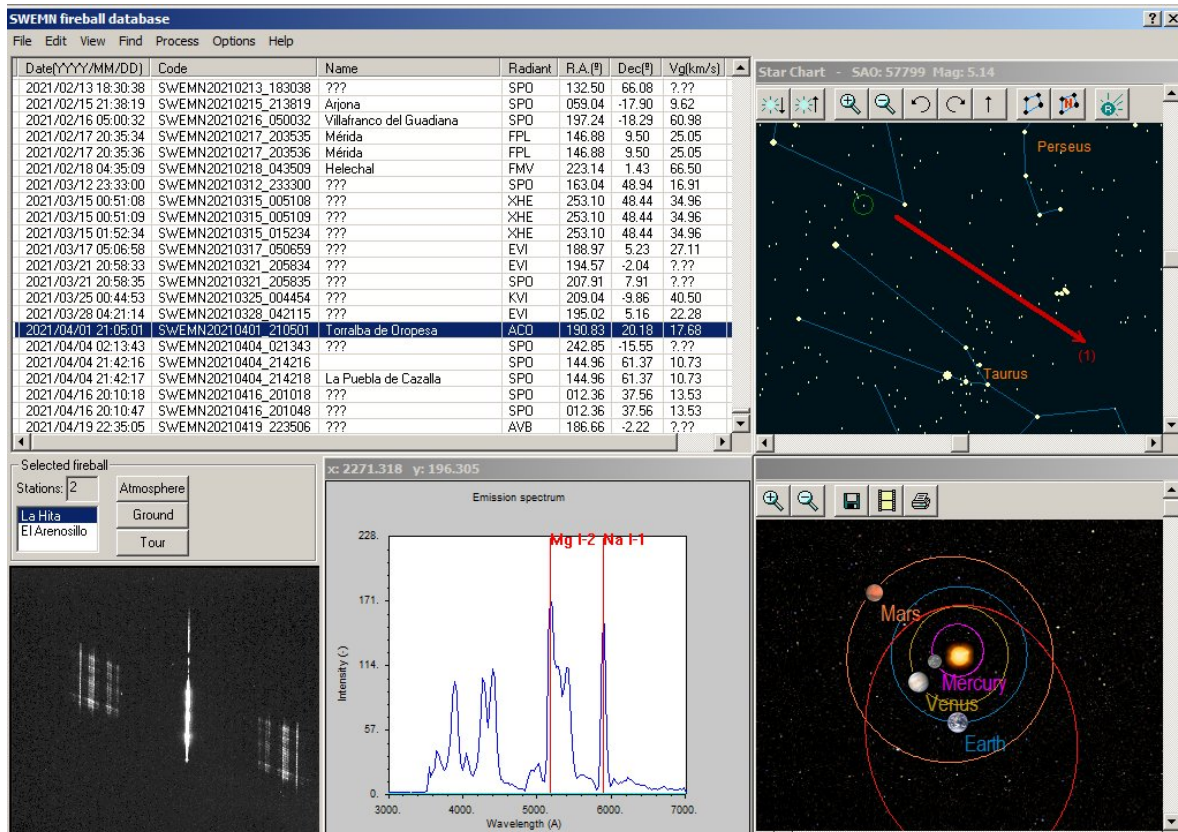 SWEMN fireball database
File Edit View Find Process Options Help
Date(YYYY/MM/DD) Code Name Radiant R.A.(º) Dec(º) Vg(km/s)
2021/02/13 18:30:38 SWEMN20210213_183038 ??? SPO 132.50 66.08 ?.??
2021/02/15 21:38:19 SWEMN20210215_213819 Arjona SPO 059.04 -17.90 9.62
2021/02/16 05:00:32 SWEMN20210216_050032 Villafranco del Guadiana SPO 197.24 -18.29 60.98
2021/02/17 20:35:34 SWEMN20210217_203535 Mérida FPL 146.88 9.50 25.05
2021/02/17 20:35:36 SWEMN20210217_203536 Mérida FPL 146.88 9.50 25.05
2021/02/18 04:35:09 SWEMN20210218_043509 Helechal FMV 223.14 1.43 66.50
2021/03/12 23:33:00 SWEMN20210312_233300 ??? SPO 163.04 48.94 16.91
2021/03/15 00:51:08 SWEMN20210315_005108 ??? XHE 253.10 48.44 34.96
2021/03/15 00:51:09 SWEMN20210315_005109 ??? XHE 253.10 48.44 34.96
2021/03/15 01:52:34 SWEMN20210315_015234 ??? XHE 253.10 48.44 34.96
2021/03/17 05:06:58 SWEMN20210317_050659 ??? EVI 188.97 5.23 27.11
2021/03/21 20:58:33 SWEMN20210321_205834 ??? EVI 194.57 -2.04 ?.??
2021/03/21 20:58:35 SWEMN20210321_205835 ??? SPO 207.91 7.91 ?.??
2021/03/25 00:44:53 SWEMN20210325_004454 ??? KVI 209.04 -9.86 40.50
2021/03/28 04:21:14 SWEMN20210328_042115 ??? EVI 195.02 5.16 22.28
2021/04/01 21:05:01 SWEMN20210401_210501 Torralba de Oropesa ACO 190.83 20.18 17.68
2021/04/04 02:13:43 SWEMN20210404_021343 ??? SPO 242.85 -15.55 ?.??
2021/04/04 21:42:16 SWEMN20210404_214216 SPO 144.96 61.37 10.73
2021/04/04 21:42:17 SWEMN20210404_214218 La Puebla de Cazalla SPO 144.96 61.37 10.73
2021/04/16 20:10:18 SWEMN20210416_201018 ??? SPO 012.36 37.56 13.53
2021/04/16 20:10:47 SWEMN20210416_201048 ??? SPO 012.36 37.56 13.53
2021/04/19 22:35:05 SWEMN20210419_223506 ??? AVB 186.66 -2.22 ?.??
Star Chart - SAO: 57799 Mag: 5.14
N
R
Perseus
(1)
Taurus
Selected fireball
Stations: 2
La Hita
El Arenosillo
Atmosphere
Ground
Tour
x: 2271.318 y: 196.305
Emission spectrum
Mg I-2 Na I-1
228.
171.
114.
57.
0.
Intensity (-)
3000. 4000. 5000. 6000. 7000.
Wavelength (A)
Mars
Mercury
Venus
Earth